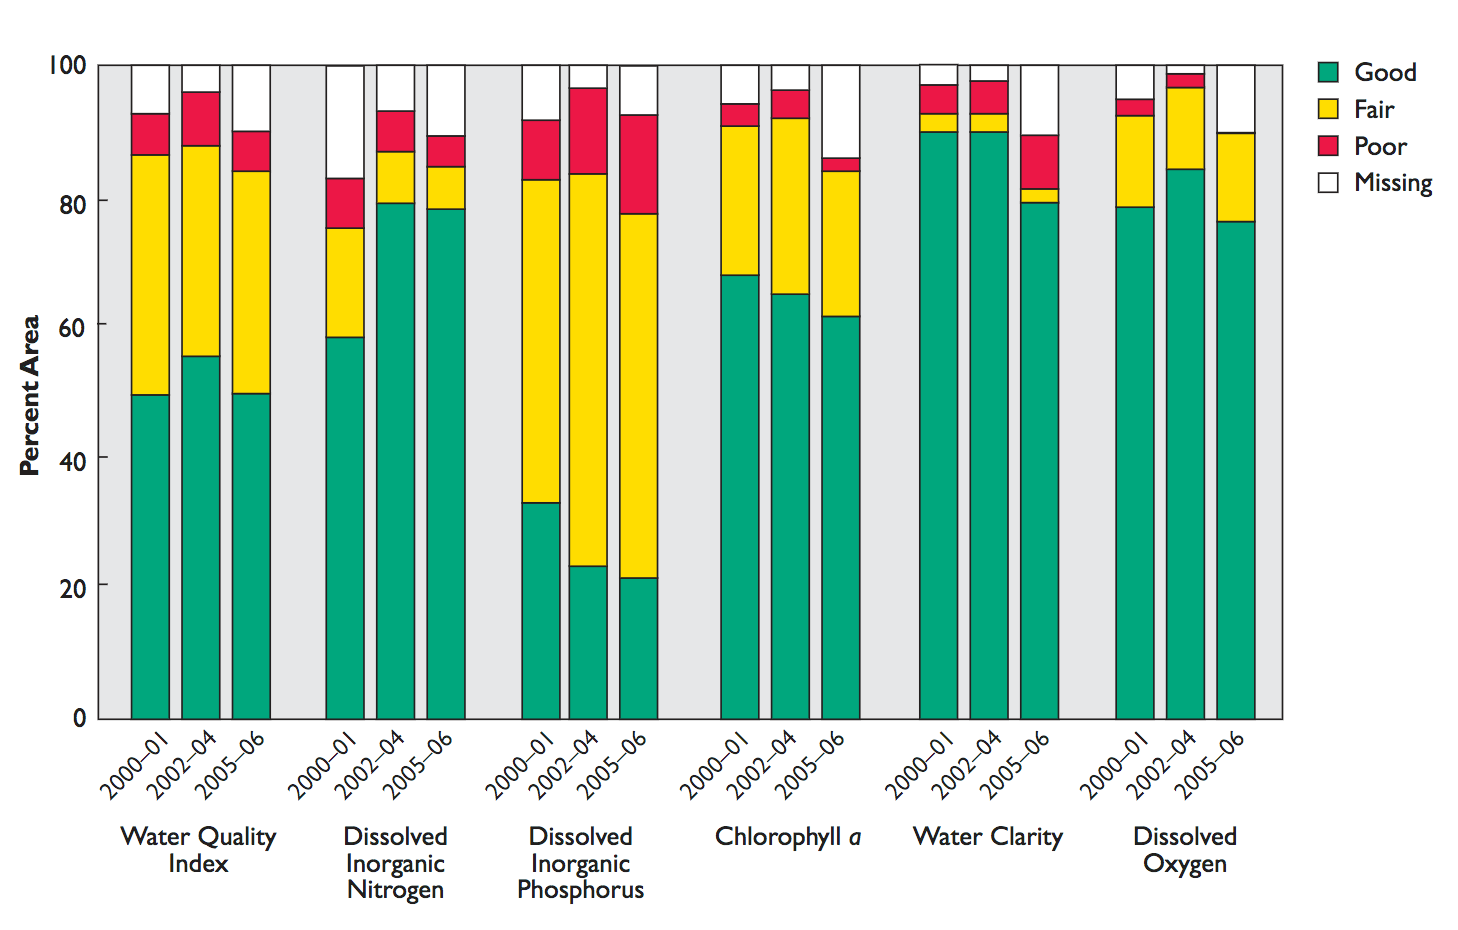 100
80
60
40
20
0
Percent Area
Good
Fair
Poor
Missing
2000–01
2002–04
2005–06
2000–01
2002–04
2005–06
2000–01
2002–04
2005–06
2000–01
2002–04
2005–06
2000–01
2002–04
2005–06
2000–01
2002–04
2005–06
Water Quality
Index
Dissolved
Inorganic
Nitrogen
Dissolved
Inorganic
Phosphorus
Chlorophyll a
Water Clarity
Dissolved
Oxygen